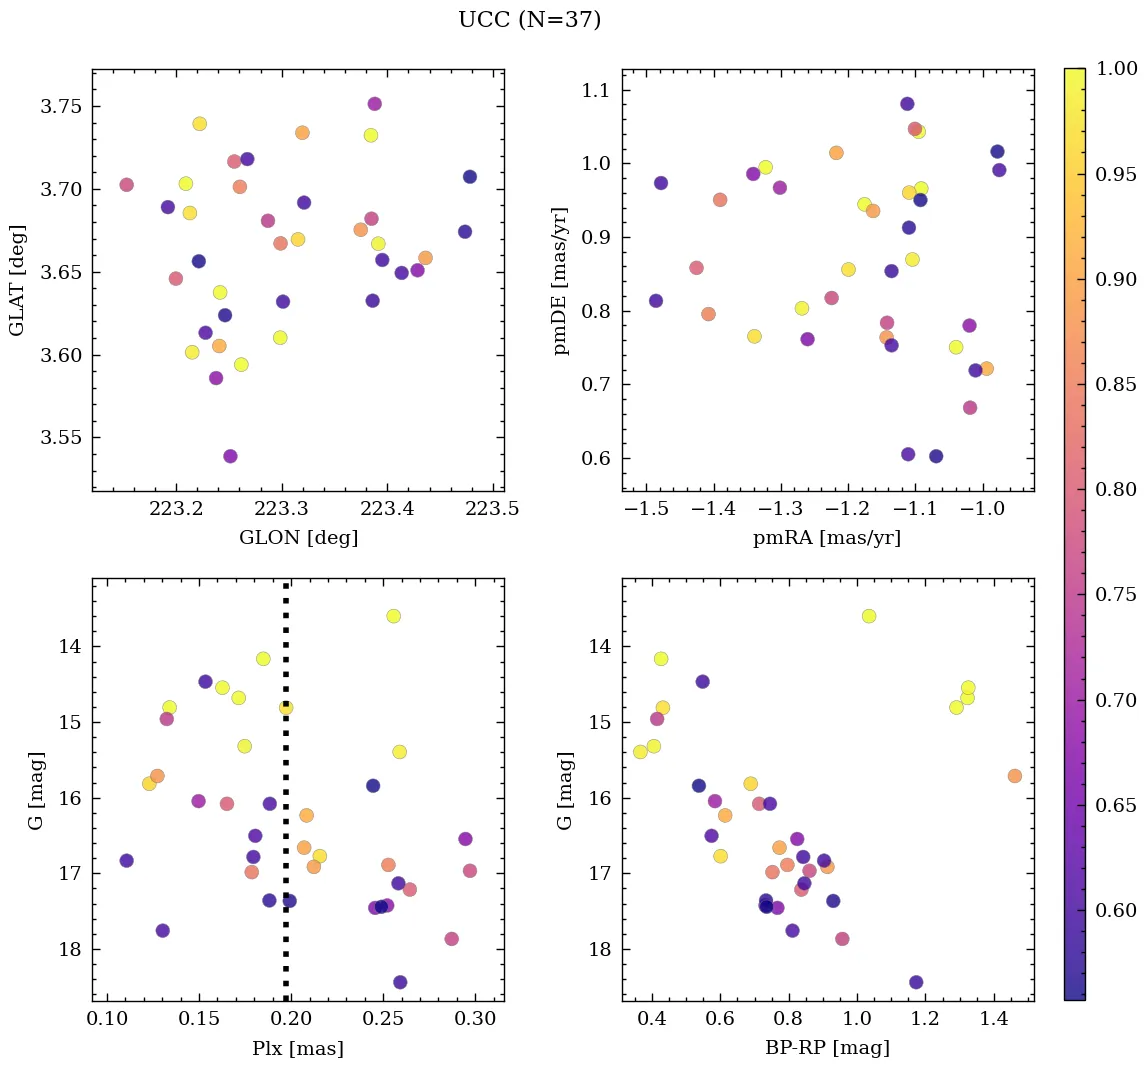 UCC (N=37)
3.75
3.70
3.65
3.60
3.55
GLAT [deg]
223.2 223.3 223.4 223.5
GLON [deg]
1.1
1.0
0.9
0.8
0.7
0.6
pmDE [mas/yr]
−1.5 −1.4 −1.3 −1.2 −1.1 −1.0
pmRA [mas/yr]
14
15
16
17
18
G [mag]
0.10 0.15 0.20 0.25 0.30
Plx [mas]
14
15
16
17
18
G [mag]
0.4 0.6 0.8 1.0 1.2 1.4
BP-RP [mag]
1.00
0.95
0.90
0.85
0.80
0.75
0.70
0.65
0.60